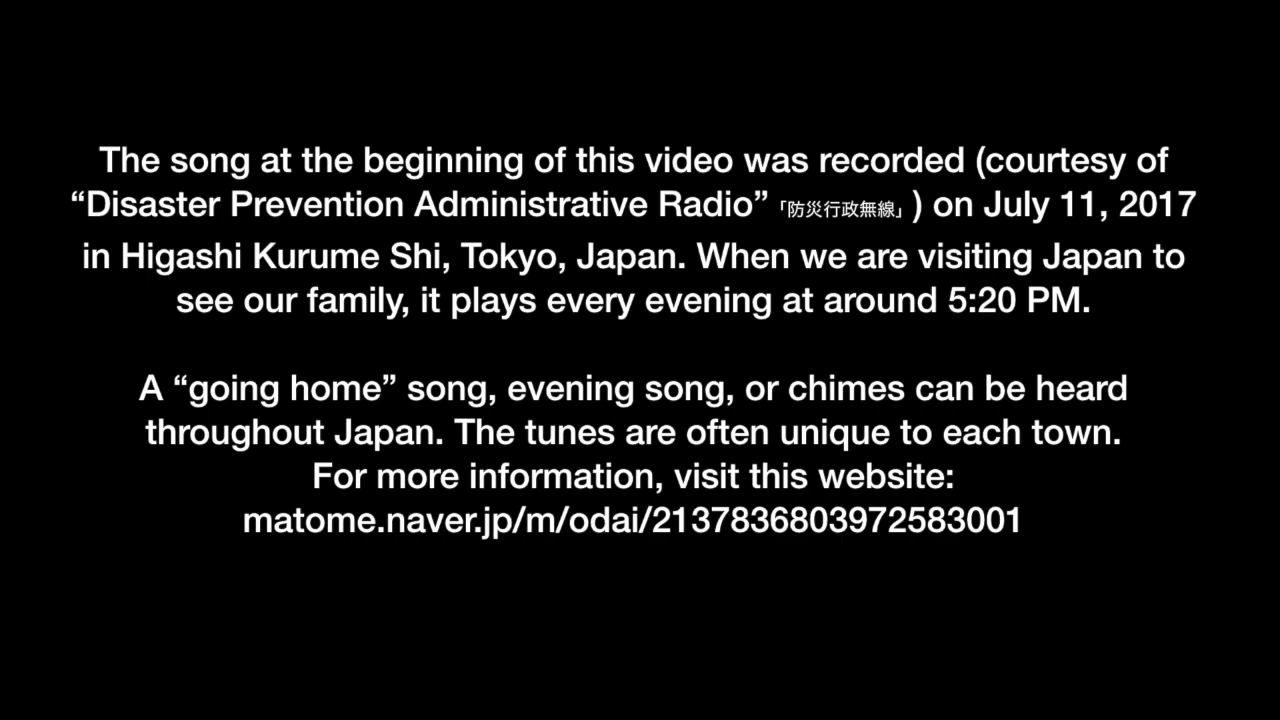 The song at the beginning of this video was recorded (courtesy of
“Disaster Prevention Administrative Radio” 「防災行政無線」 ) on July 11, 2017
in Higashi Kurume Shi, Tokyo, Japan. When we are visiting Japan to
see our family, it plays every evening at around 5:20 PM.
A “going home” song, evening song, or chimes can be heard
throughout Japan. The tunes are often unique to each town.
For more information, visit this website:
matome.naver.jp/m/odai/2137836803972583001